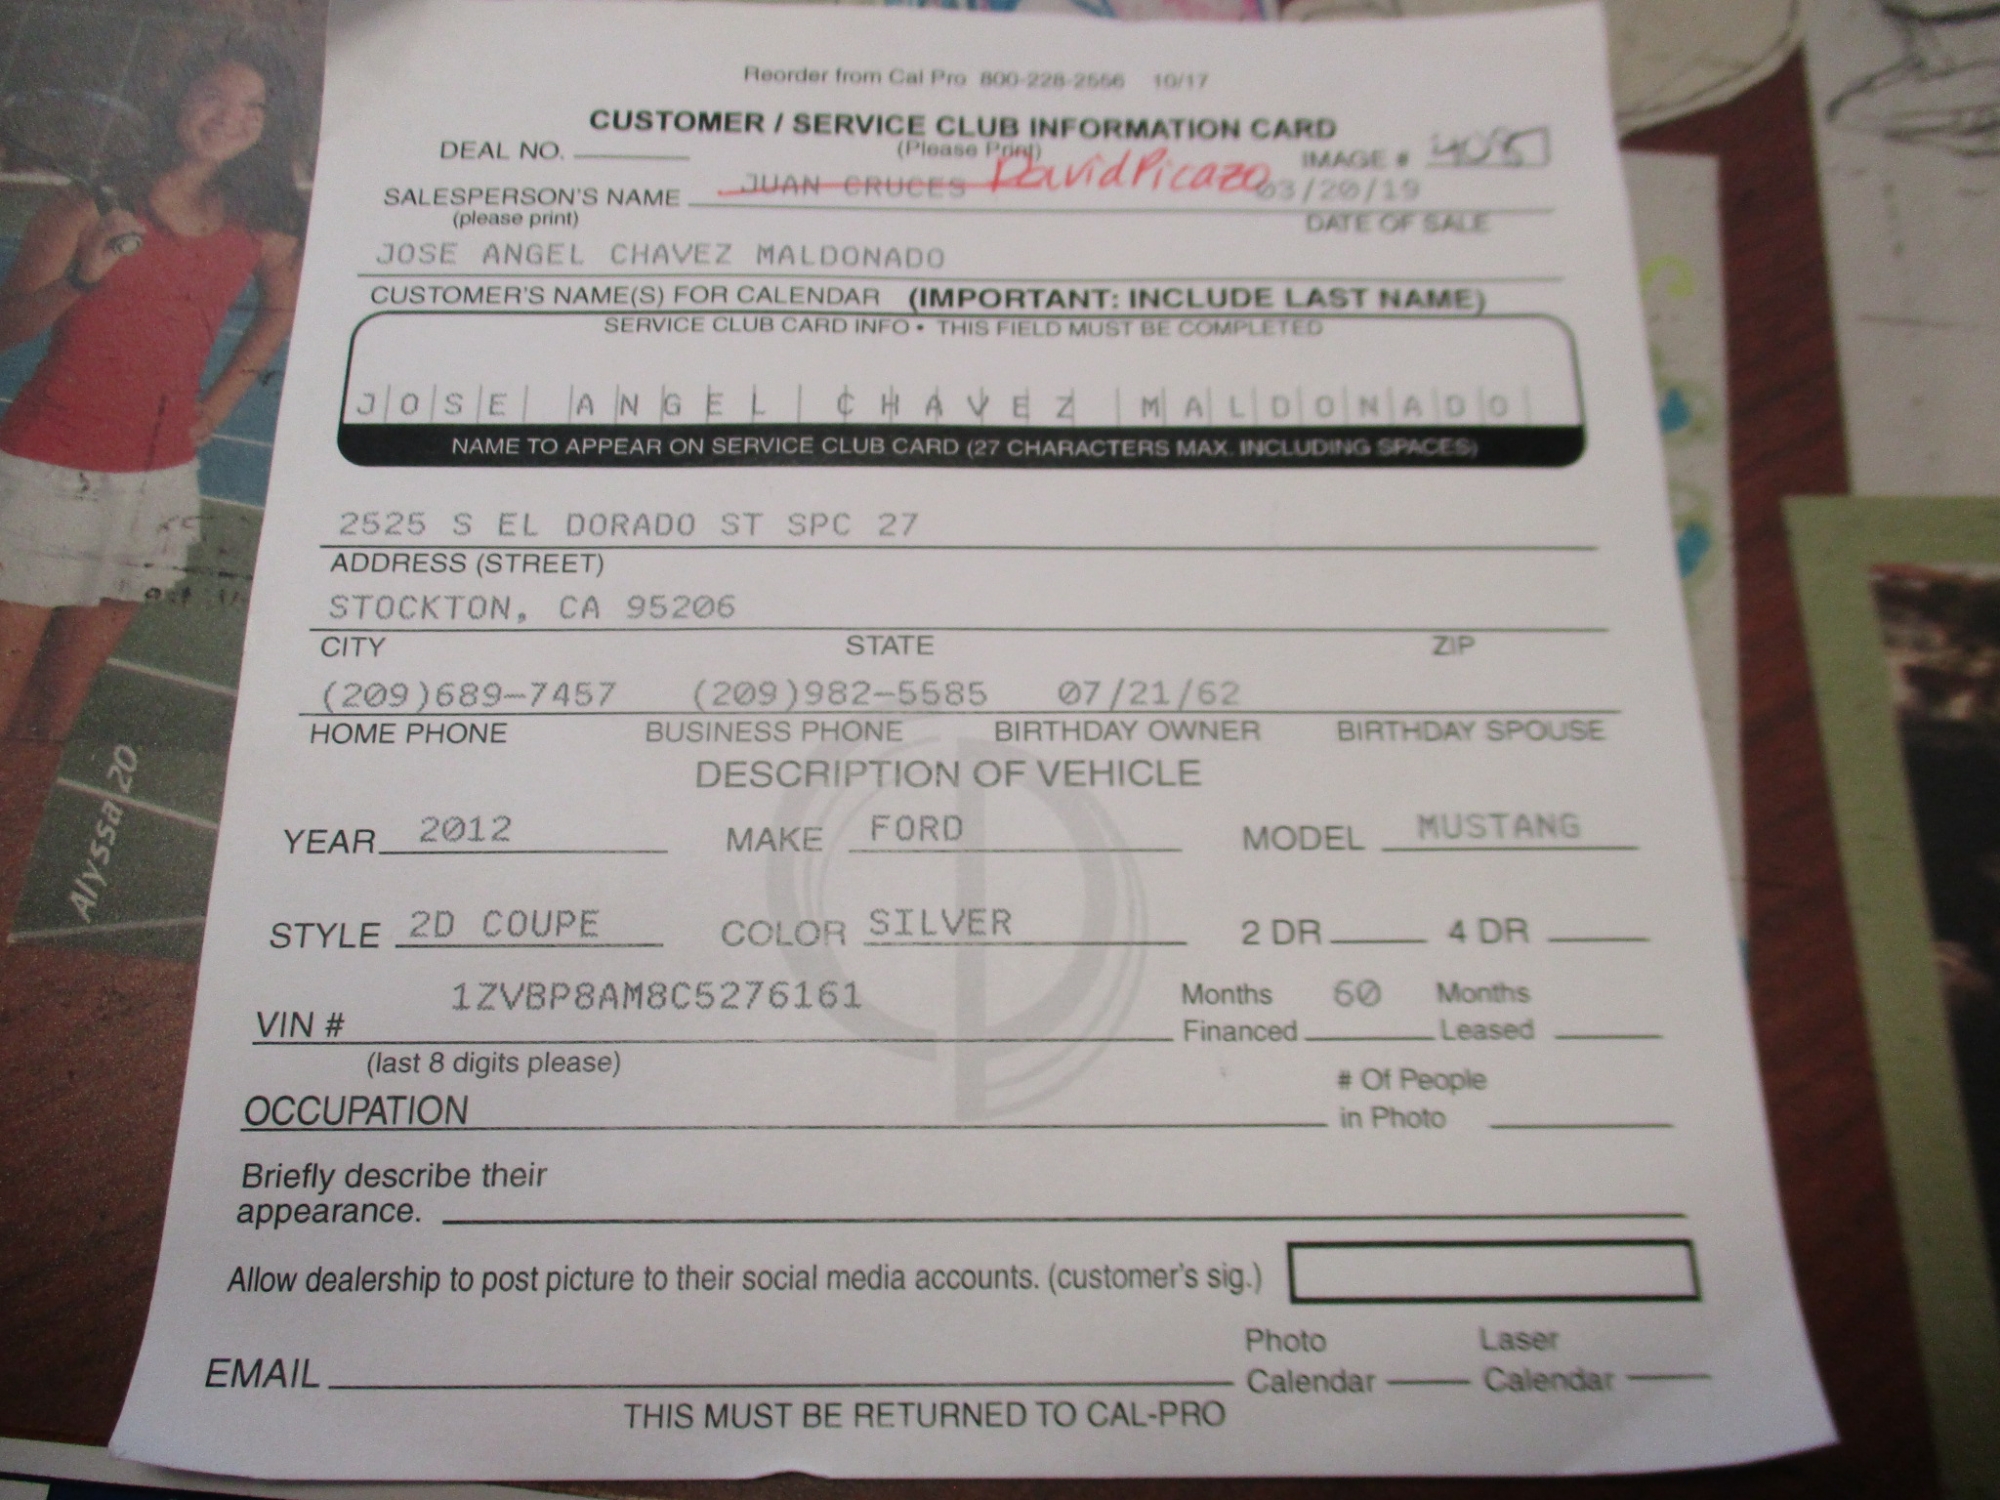 Reorder from Cal Pro 800-228-2566 10/17
CUSTOMER / SERVICE CLUB INFORMATION CARD
DEAL NO. (Please Print) IMAGE #
SALESPERSON'S NAME JUAN CRUCES David Picazo 03/20/19
(please print) DATE OF SALE
JOSE ANGEL CHAVEZ MALDONADO
CUSTOMER'S NAME(S) FOR CALENDAR (IMPORTANT: INCLUDE LAST NAME)
SERVICE CLUB CARD INFO • THIS FIELD MUST BE COMPLETED
JOSE ANGEL CHAVEZ MALDONADO
NAME TO APPEAR ON SERVICE CLUB CARD (27 CHARACTERS MAX. INCLUDING SPACES)
2525 S EL DORADO ST SPC 27
ADDRESS (STREET)
STOCKTON, CA 95206
CITY STATE ZIP
(209)689-7457 (209)982-5585 07/21/62
HOME PHONE BUSINESS PHONE BIRTHDAY OWNER BIRTHDAY SPOUSE
DESCRIPTION OF VEHICLE
YEAR 2012 MAKE FORD MODEL MUSTANG
STYLE 2D COUPE COLOR SILVER 2 DR 4 DR
1ZVBP8AM8C5276161 Months 60 Months
VIN # Financed Leased
(last 8 digits please)
# Of People
OCCUPATION in Photo
Briefly describe their
appearance.
Allow dealership to post picture to their social media accounts. (customer's sig.)
Photo Laser
EMAIL Calendar Calendar
THIS MUST BE RETURNED TO CAL-PRO
Alyssa 20